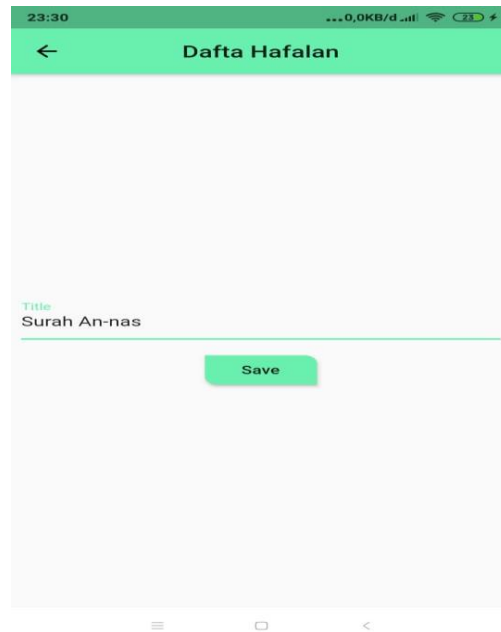 23:30 ...0,0KB/d 23
Dafta Hafalan
Title
Surah An-nas
Save